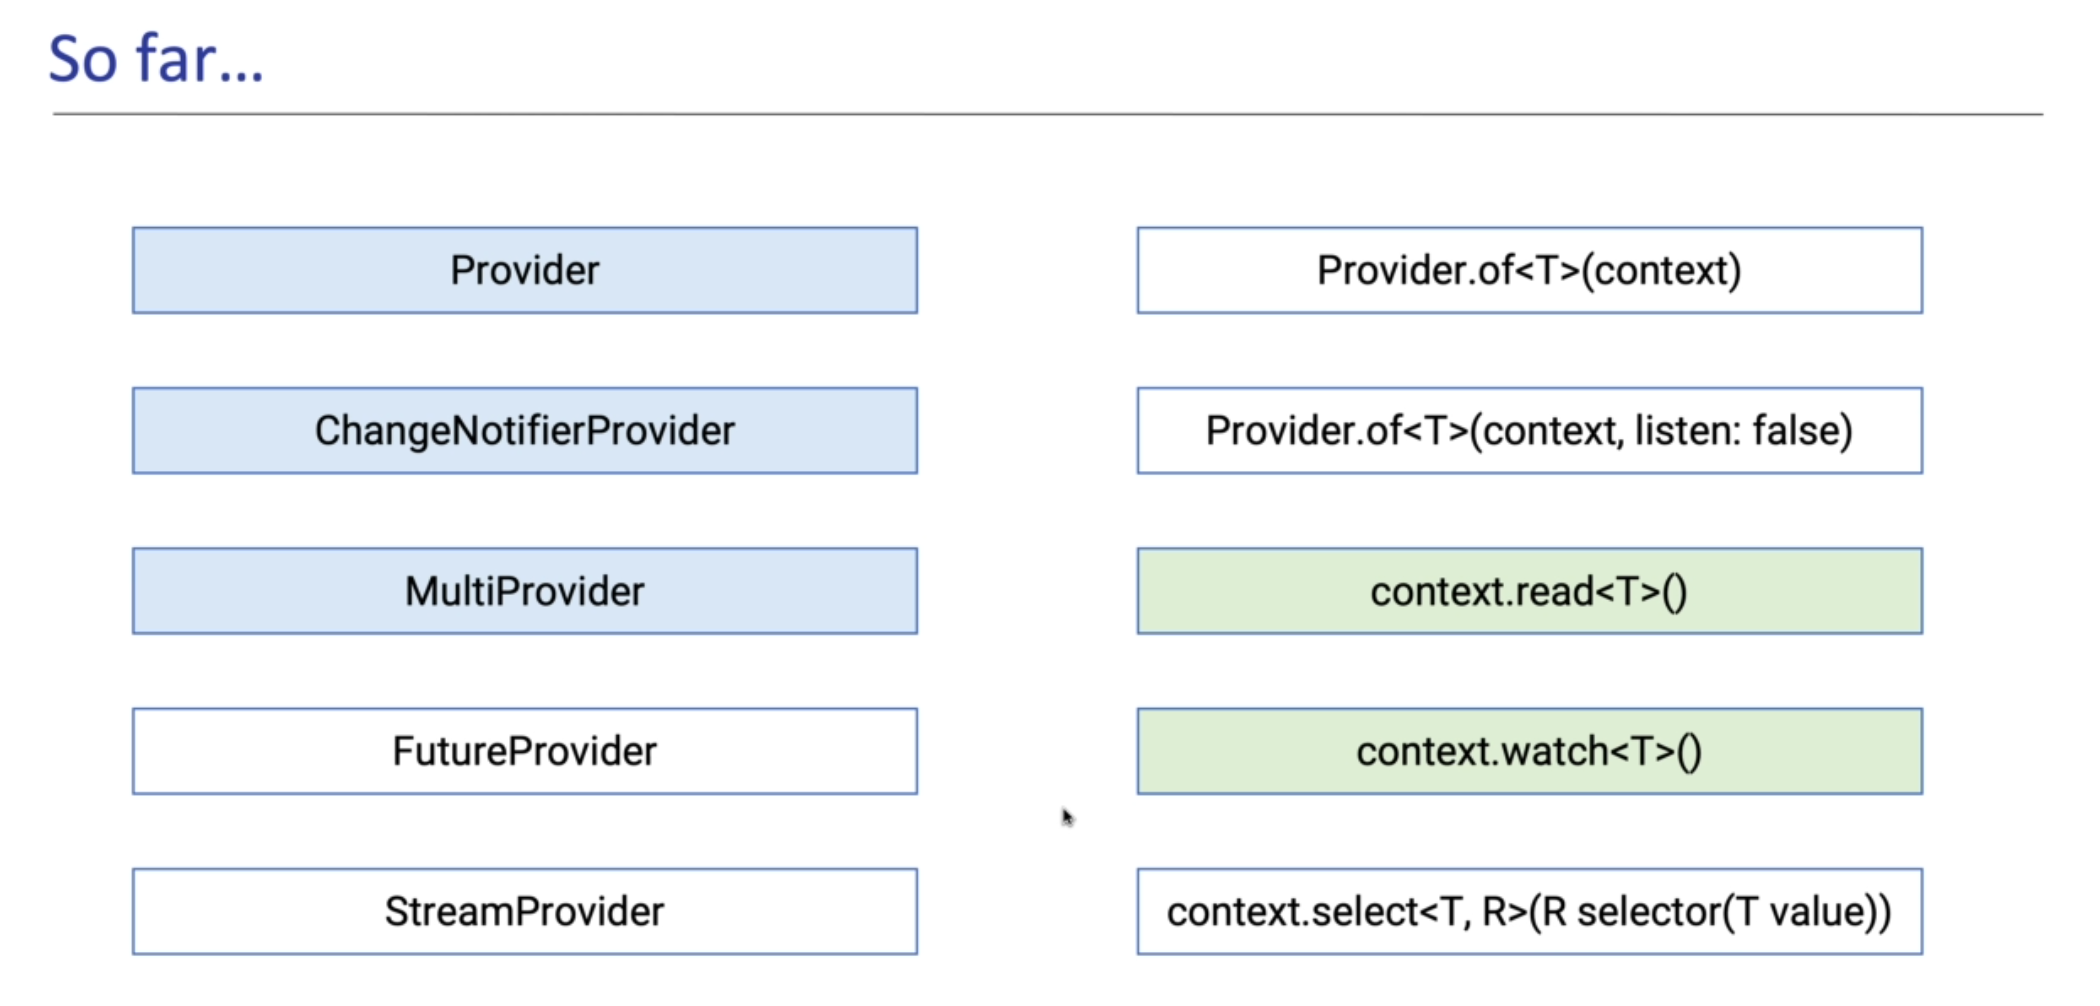 So far...
Provider
ChangeNotifierProvider
MultiProvider
FutureProvider
StreamProvider
Provider.of<T>(context)
Provider.of<T>(context, listen: false)
context.read<T>()
context.watch<T>()
context.select<T, R>(R selector(T value))